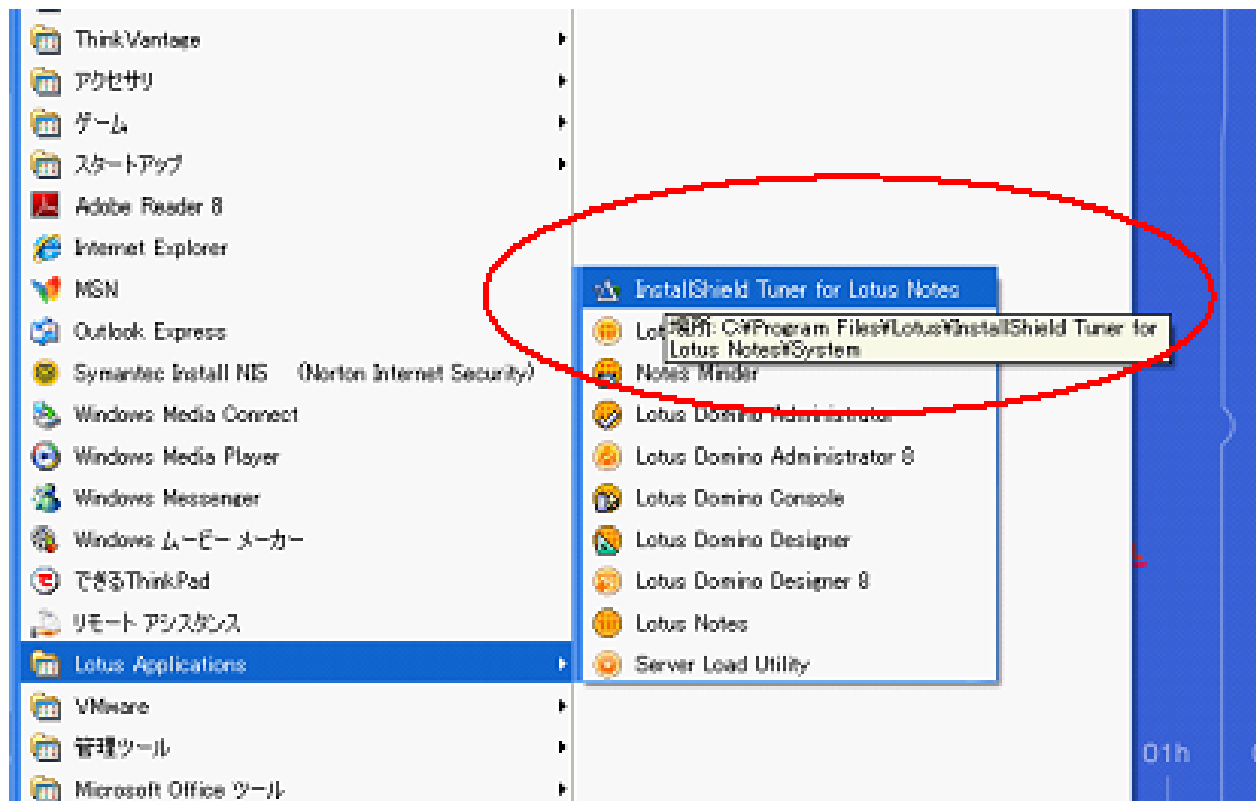 ThinkVantage
アクセサリ
ゲーム
スタートアップ
Adobe Reader 8
Internet Explorer
MSN
Outlook Express
Symantec Install NIS (Norton Internet Security)
Windows Media Connect
Windows Media Player
Windows Messenger
Windows ムービー メーカー
できるThinkPad
リモート アシスタンス
Lotus Applications
VMware
管理ツール
Microsoft Office ツール
InstallShield Tuner for Lotus Notes
Lot
場所: C:¥Program Files¥Lotus¥InstallShield Tuner for
Lotus Notes¥System
Notes Minder
Lotus Domino Administrator
Lotus Domino Administrator 8
Lotus Domino Console
Lotus Domino Designer
Lotus Domino Designer 8
Lotus Notes
Server Load Utility
01h